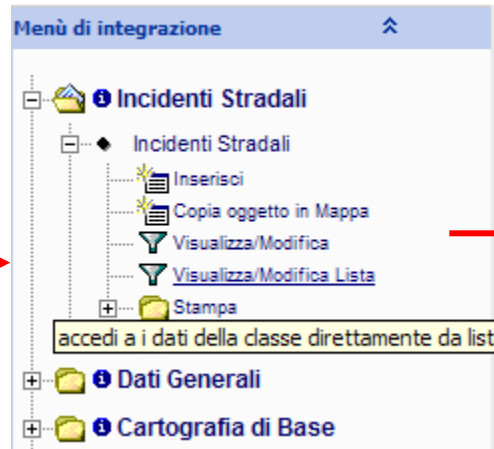 Menù di integrazione
Incidenti Stradali
Incidenti Stradali
Inserisci
Copia oggetto in Mappa
Visualizza/Modifica
Visualizza/Modifica Lista
Stampa
accedi a i dati della classe direttamente da list
Dati Generali
Cartografia di Base